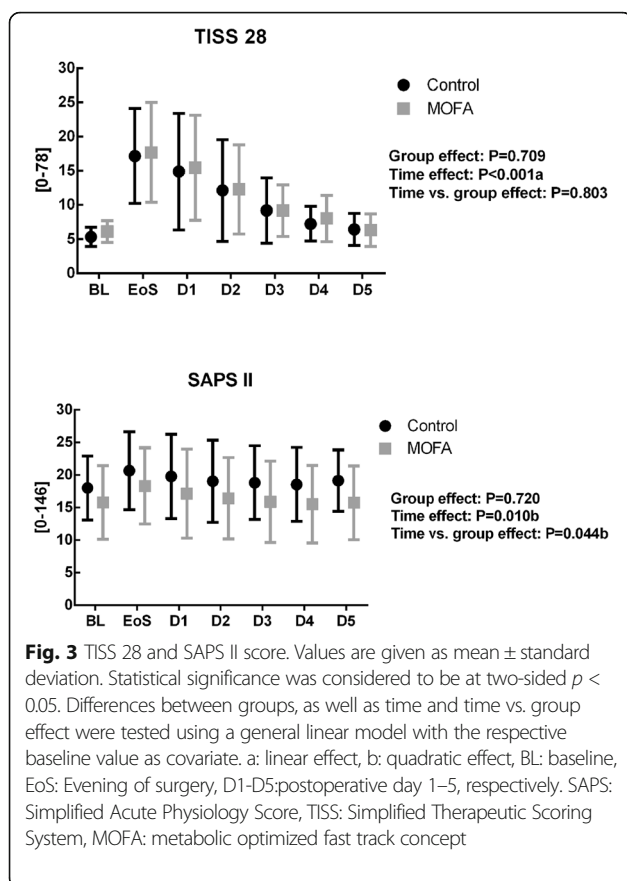 TISS 28
30
25
20
15
10
5
0
[0-78]
BL EoS D1 D2 D3 D4 D5
Control
MOFA
Group effect: P=0.709
Time effect: P<0.001a
Time vs. group effect: P=0.803
SAPS II
30
25
20
15
10
5
0
[0-146]
BL EoS D1 D2 D3 D4 D5
Control
MOFA
Group effect: P=0.720
Time effect: P=0.010b
Time vs. group effect: P=0.044b
Fig. 3 TISS 28 and SAPS II score. Values are given as mean ± standard
deviation. Statistical significance was considered to be at two-sided p <
0.05. Differences between groups, as well as time and time vs. group
effect were tested using a general linear model with the respective
baseline value as covariate. a: linear effect, b: quadratic effect, BL: baseline,
EoS: Evening of surgery, D1-D5:postoperative day 1–5, respectively. SAPS:
Simplified Acute Physiology Score, TISS: Simplified Therapeutic Scoring
System, MOFA: metabolic optimized fast track concept